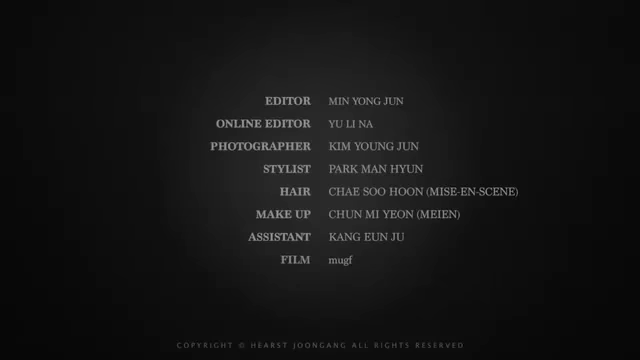 EDITOR MIN YONG JUN
ONLINE EDITOR YU LI NA
PHOTOGRAPHER KIM YOUNG JUN
STYLIST PARK MAN HYUN
HAIR CHAE SOO HOON (MISE-EN-SCENE)
MAKE UP CHUN MI YEON (MEIEN)
ASSISTANT KANG EUN JU
FILM mugf
COPYRIGHT © HEARST JOONGANG ALL RIGHTS RESERVED